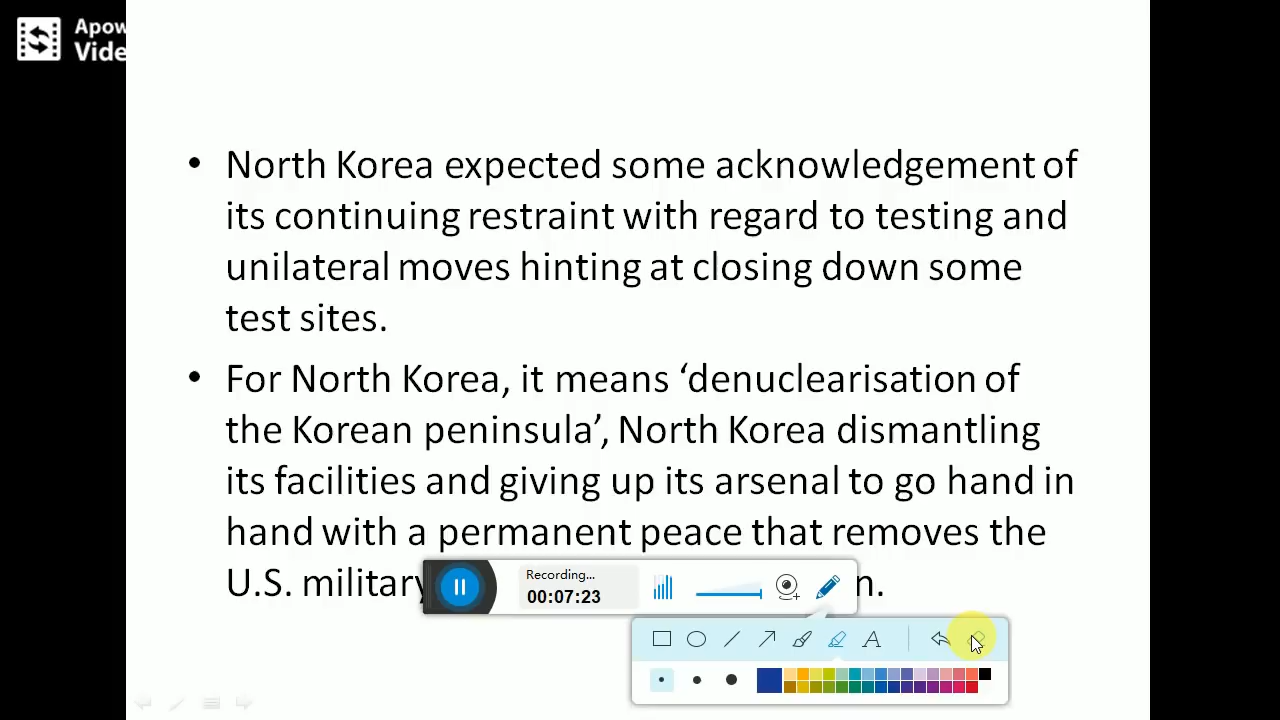 Apow
Vide
• North Korea expected some acknowledgement of
its continuing restraint with regard to testing and
unilateral moves hinting at closing down some
test sites.
• For North Korea, it means ‘denuclearisation of
the Korean peninsula’, North Korea dismantling
its facilities and giving up its arsenal to go hand in
hand with a permanent peace that removes the
U.S. military n.
Recording...
00:07:23
A